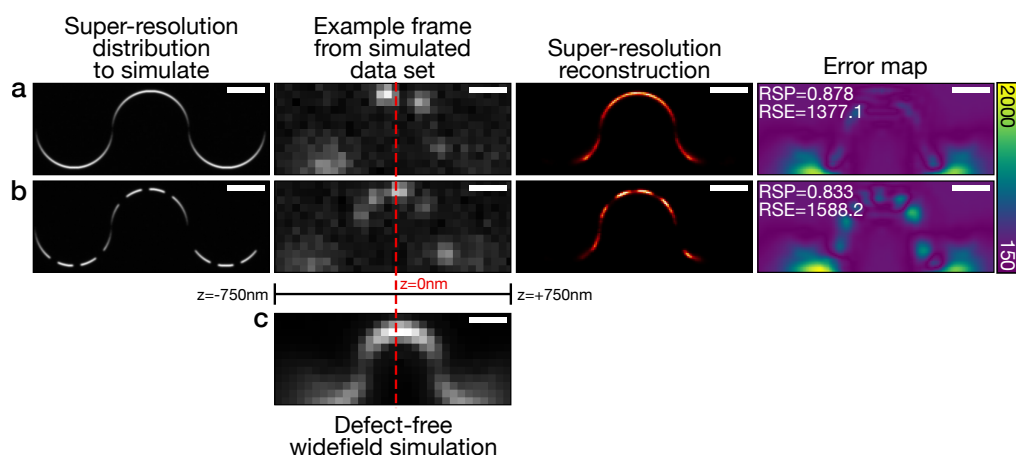 Super-resolution
distribution
to simulate
Example frame
from simulated
data set
Super-resolution
reconstruction
Error map
a
RSP=0.878
RSE=1377.1
2000
b
RSP=0.833
RSE=1588.2
150
z=-750nm
z=0nm
z=+750nm
c
Defect-free
widefield simulation